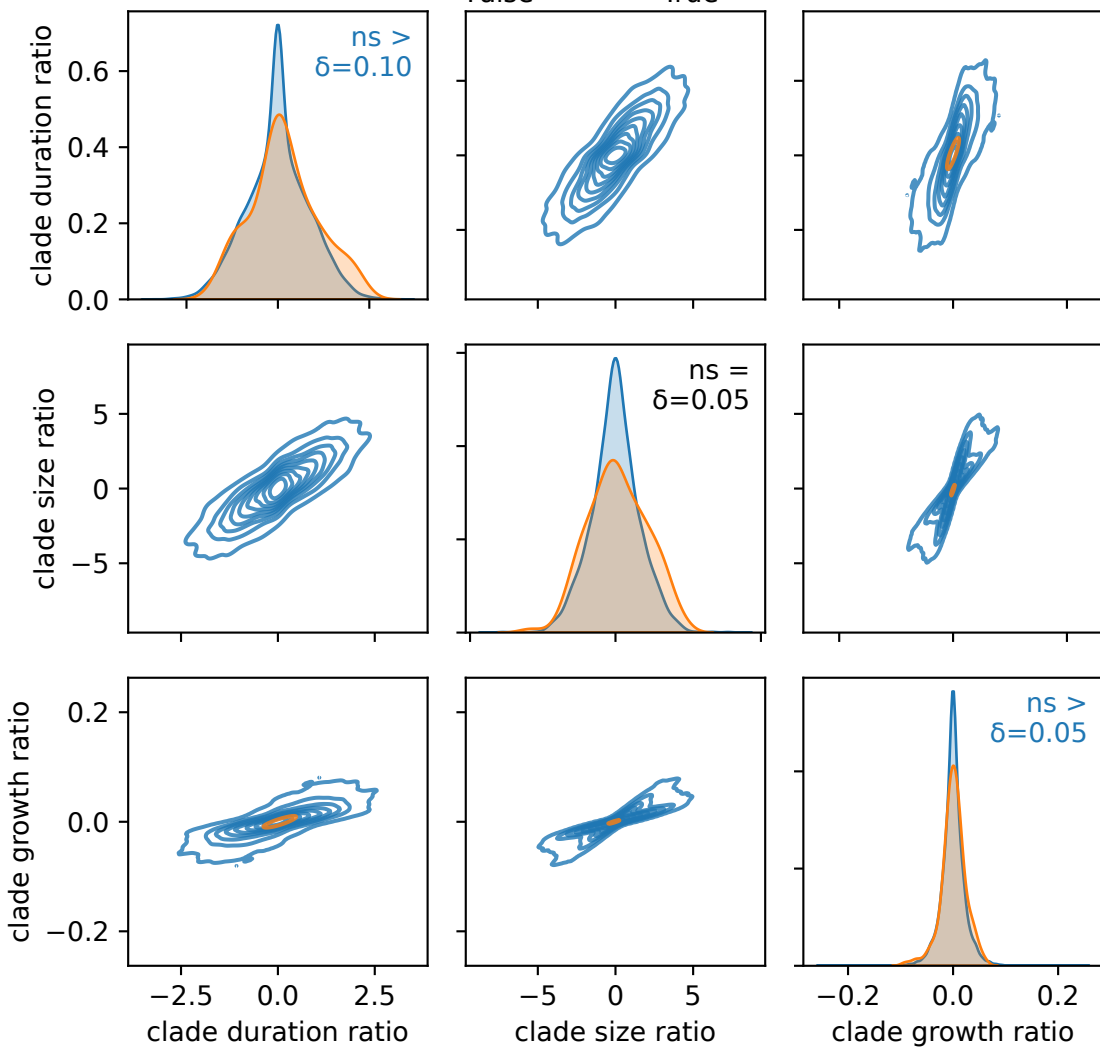 clade duration ratio
0.6
0.4
0.2
0.0
ns >
δ=0.10
clade size ratio
5
0
−5
ns =
δ=0.05
clade growth ratio
0.2
0.0
−0.2
ns >
δ=0.05
−2.5 0.0 2.5
−5 0 5
−0.2 0.0 0.2
clade duration ratio
clade size ratio
clade growth ratio